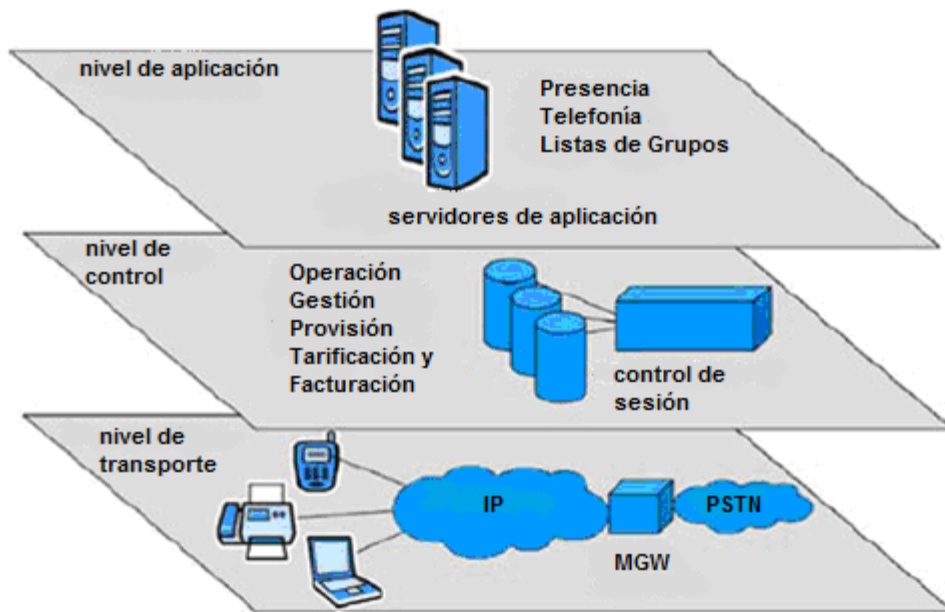 nivel de aplicación
Presencia
Telefonía
Listas de Grupos
servidores de aplicación
nivel de
control
Operación
Gestión
Provisión
Tarificación y
Facturación
control de
sesión
nivel de
transporte
IP
PSTN
MGW